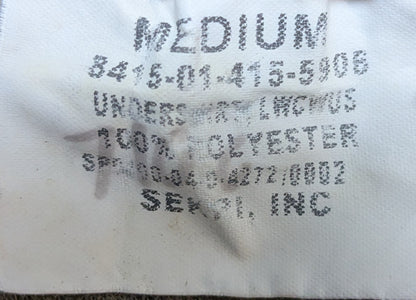 MEDIUM
8415-01-415-5906
UNDERSHIRT, LWCWUS
100% POLYESTER
SEKRI, INC